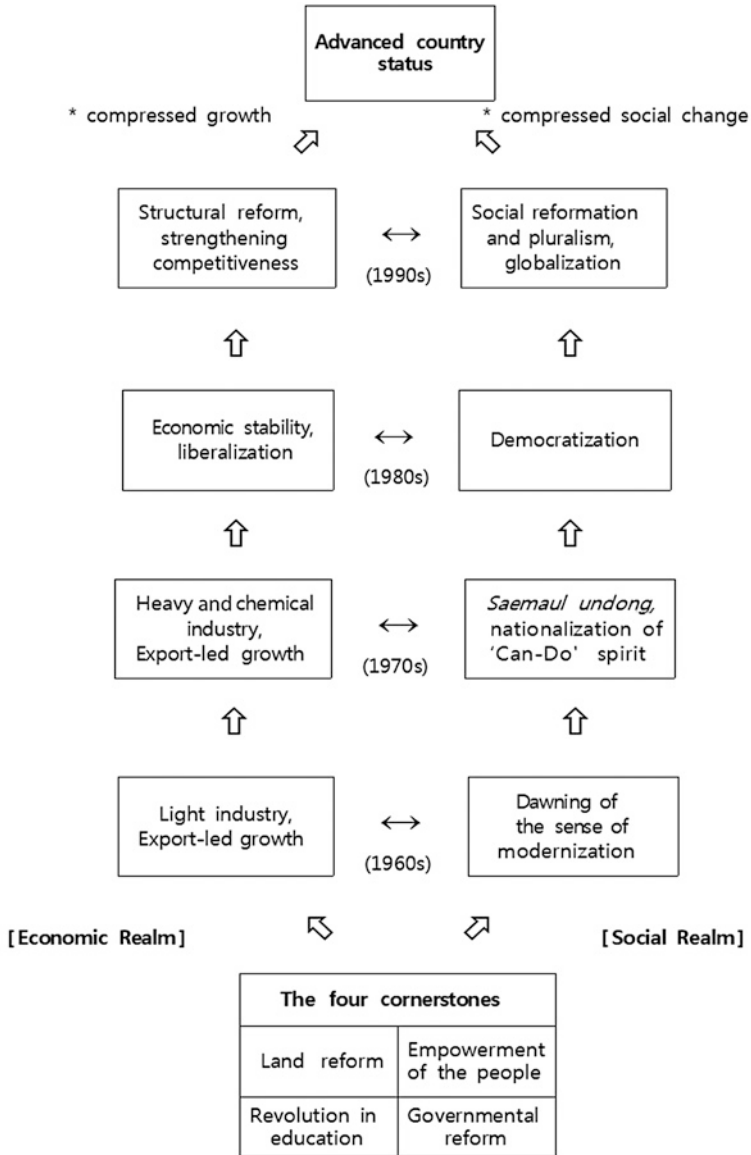 Advanced country
status
* compressed growth
* compressed social change
Structural reform,
strengthening
competitiveness
(1990s)
Social reformation
and pluralism,
globalization
Economic stability,
liberalization
(1980s)
Democratization
Heavy and chemical
industry,
Export-led growth
(1970s)
Saemaul undong,
nationalization of
'Can-Do' spirit
Light industry,
Export-led growth
(1960s)
Dawning of
the sense of
modernization
[Economic Realm]
[Social Realm]
The four cornerstones
Land reform
Empowerment
of the people
Revolution in
education
Governmental
reform